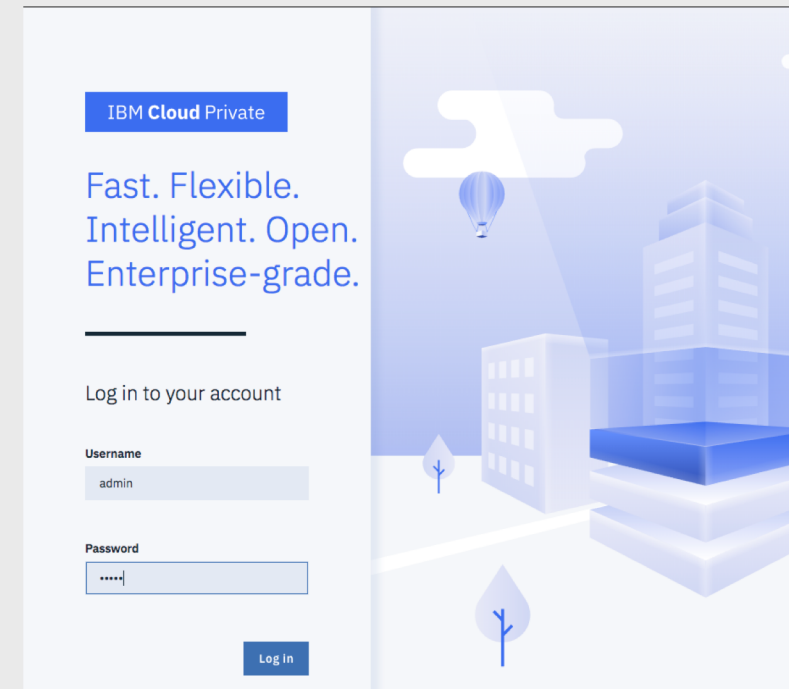 IBM Cloud Private
Fast. Flexible.
Intelligent. Open.
Enterprise-grade.
Log in to your account
Username
admin
Password
•••••
Log in